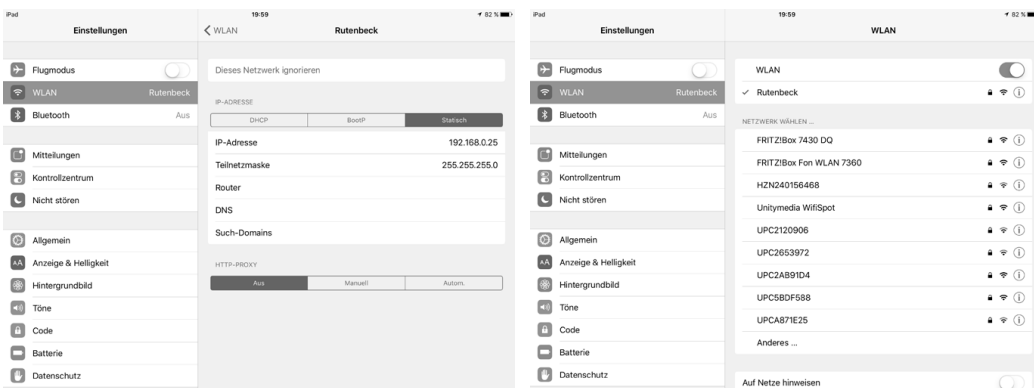 iPad 19:59 82 %
Einstellungen
Flugmodus
WLAN Rutenbeck
Bluetooth Aus
Mitteilungen
Kontrollzentrum
Nicht stören
Allgemein
AA Anzeige & Helligkeit
Hintergrundbild
Töne
Code
Batterie
Datenschutz
WLAN Rutenbeck
Dieses Netzwerk ignorieren
IP-ADRESSE
DHCP BootP Statisch
IP-Adresse 192.168.0.25
Teilnetzmaske 255.255.255.0
Router
DNS
Such-Domains
HTTP-PROXY
Aus Manuell Autom.
iPad 19:59 82 %
Einstellungen
Flugmodus
WLAN Rutenbeck
Bluetooth Aus
Mitteilungen
Kontrollzentrum
Nicht stören
Allgemein
AA Anzeige & Helligkeit
Hintergrundbild
Töne
Code
Batterie
Datenschutz
WLAN
WLAN
Rutenbeck
NETZWERK WÄHLEN ...
FRITZ!Box 7430 DQ
FRITZ!Box Fon WLAN 7360
HZN240156468
Unitymedia WifiSpot
UPC2120906
UPC2653972
UPC2AB91D4
UPC5BDF588
UPCA871E25
Anderes ...
Auf Netze hinweisen